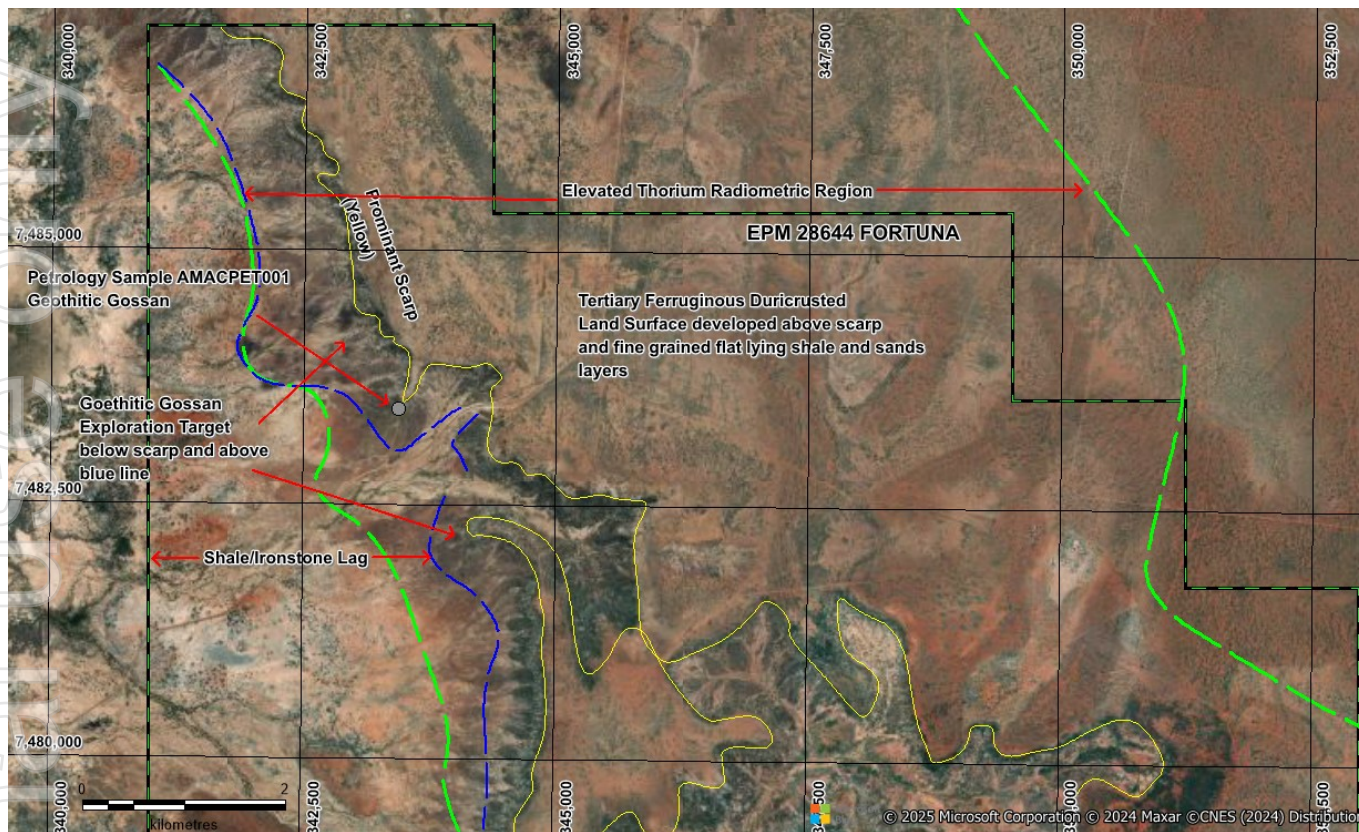 340,000
342,500
345,000
347,500
350,000
352,500
Elevated Thorium Radiometric Region
Prominant Scarp
(Yellow)
7,485,000
EPM 28644 FORTUNA
Petrology Sample AMACPET001
Geothitic Gossan
Tertiary Ferruginous Duricrusted
Land Surface developed above scarp
and fine grained flat lying shale and sands
layers
Goethitic Gossan
Exploration Target
below scarp and above
blue line
7,482,500
Shale/Ironstone Lag
7,480,000
0
2
kilometres
340,000
342,500
345,000
© 2025 Microsoft Corporation © 2024 Maxar ©CNES (2024) Distribution